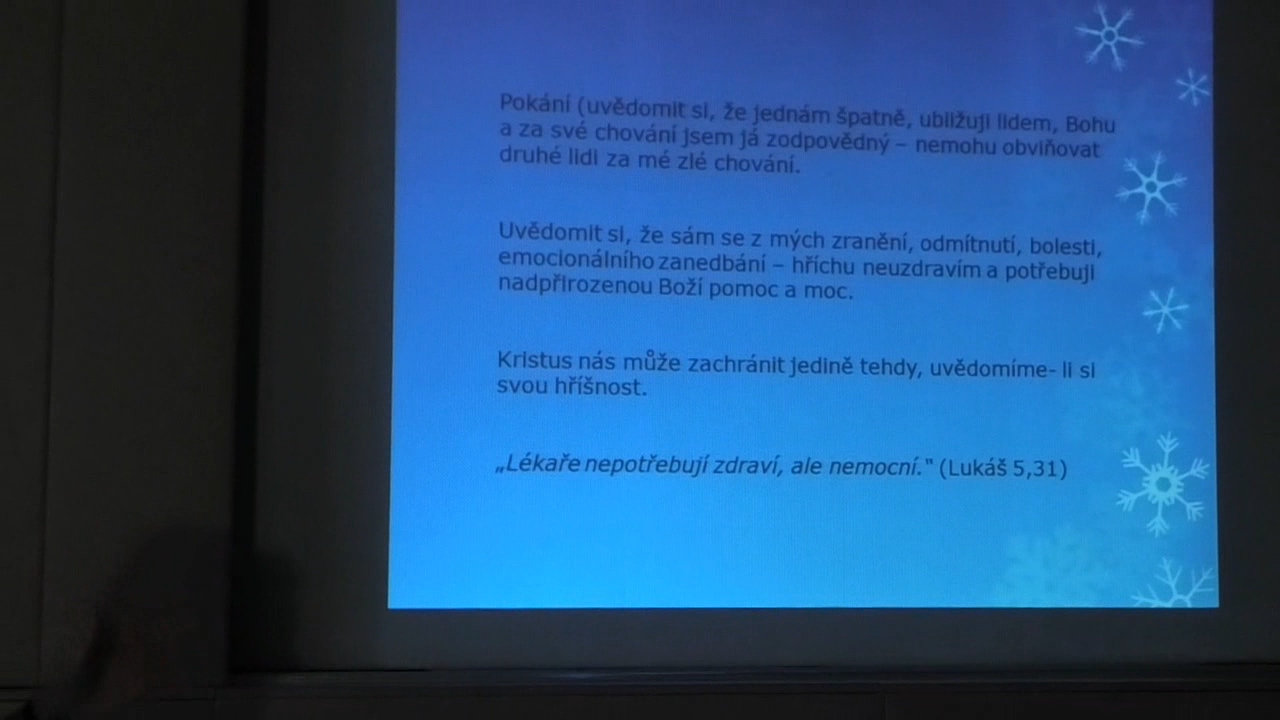 Pokání (uvědomit si, že jednám špatně, ubližuji lidem, Bohu
a za své chování jsem já zodpovědný – nemohu obviňovat
druhé lidi za mé zlé chování.
Uvědomit si, že sám se z mých zranění, odmítnutí, bolesti,
emocionálního zanedbání – hříchu neuzdravím a potřebuji
nadpřirozenou Boží pomoc a moc.
Kristus nás může zachránit jedině tehdy, uvědomíme- li si
svou hříšnost.
„Lékaře nepotřebují zdraví, ale nemocní." (Lukáš 5,31)